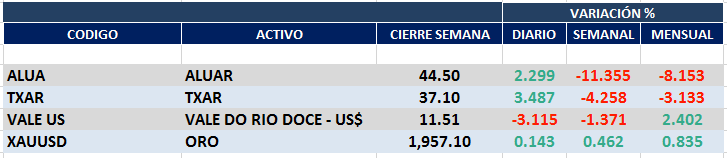 VARIACIÓN %
CODIGO ACTIVO CIERRE SEMANA DIARIO SEMANAL MENSUAL
ALUA ALUAR 44.50 2.299 -11.355 -8.153
TXAR TXAR 37.10 3.487 -4.258 -3.133
VALE US VALE DO RIO DOCE - US$ 11.51 -3.115 -1.371 2.402
XAUUSD ORO 1,957.10 0.143 0.462 0.835